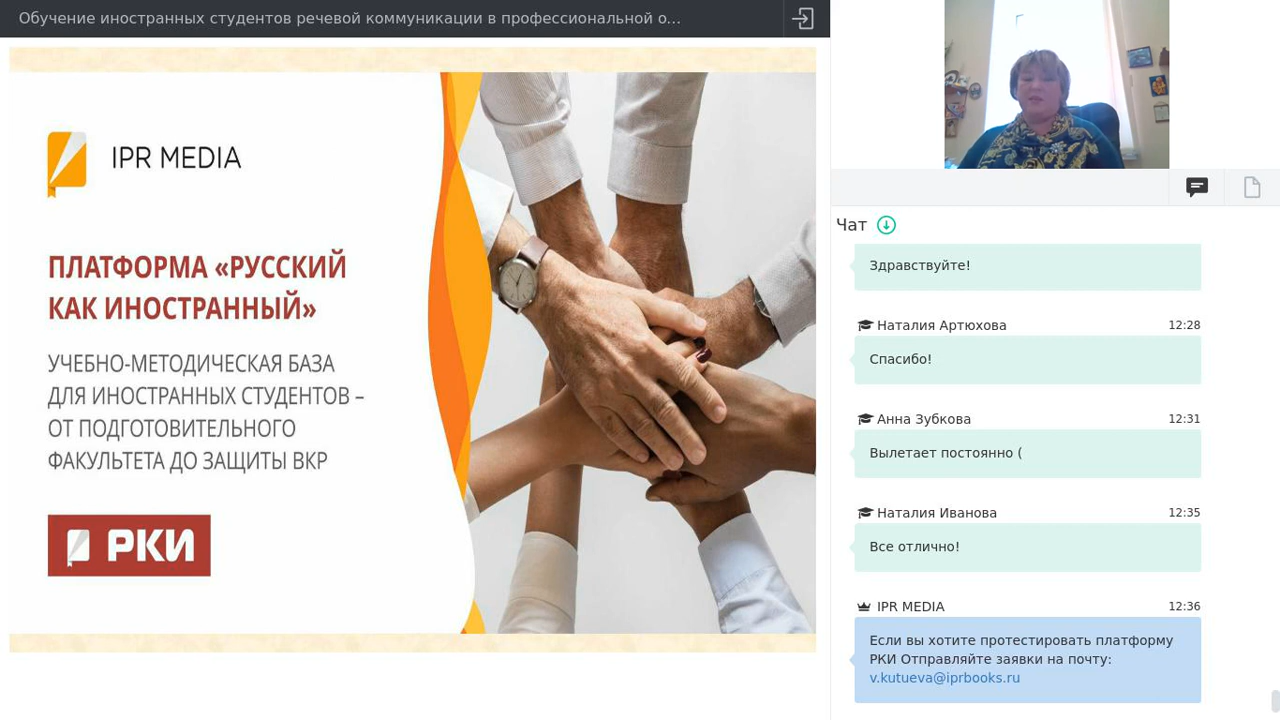 Обучение иностранных студентов речевой коммуникации в профессиональной о...
IPR MEDIA
ПЛАТФОРМА «РУССКИЙ
КАК ИНОСТРАННЫЙ»
УЧЕБНО-МЕТОДИЧЕСКАЯ БАЗА
ДЛЯ ИНОСТРАННЫХ СТУДЕНТОВ –
ОТ ПОДГОТОВИТЕЛЬНОГО
ФАКУЛЬТЕТА ДО ЗАЩИТЫ ВКР
РКИ
Чат
Здравствуйте!
Наталия Артюхова 12:28
Спасибо!
Анна Зубкова 12:31
Вылетает постоянно (
Наталия Иванова 12:35
Все отлично!
IPR MEDIA 12:36
Если вы хотите протестировать платформу
РКИ Отправляйте заявки на почту:
v.kutueva@iprbooks.ru